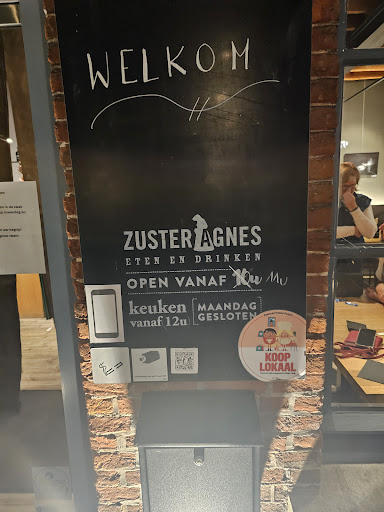 WELKOM
ZUSTER AGNES
ETEN EN DRINKEN
OPEN VANAF 10u 11u
keuken
vanaf 12u
MAANDAG
GESLOTEN
KOOP
LOKAAL